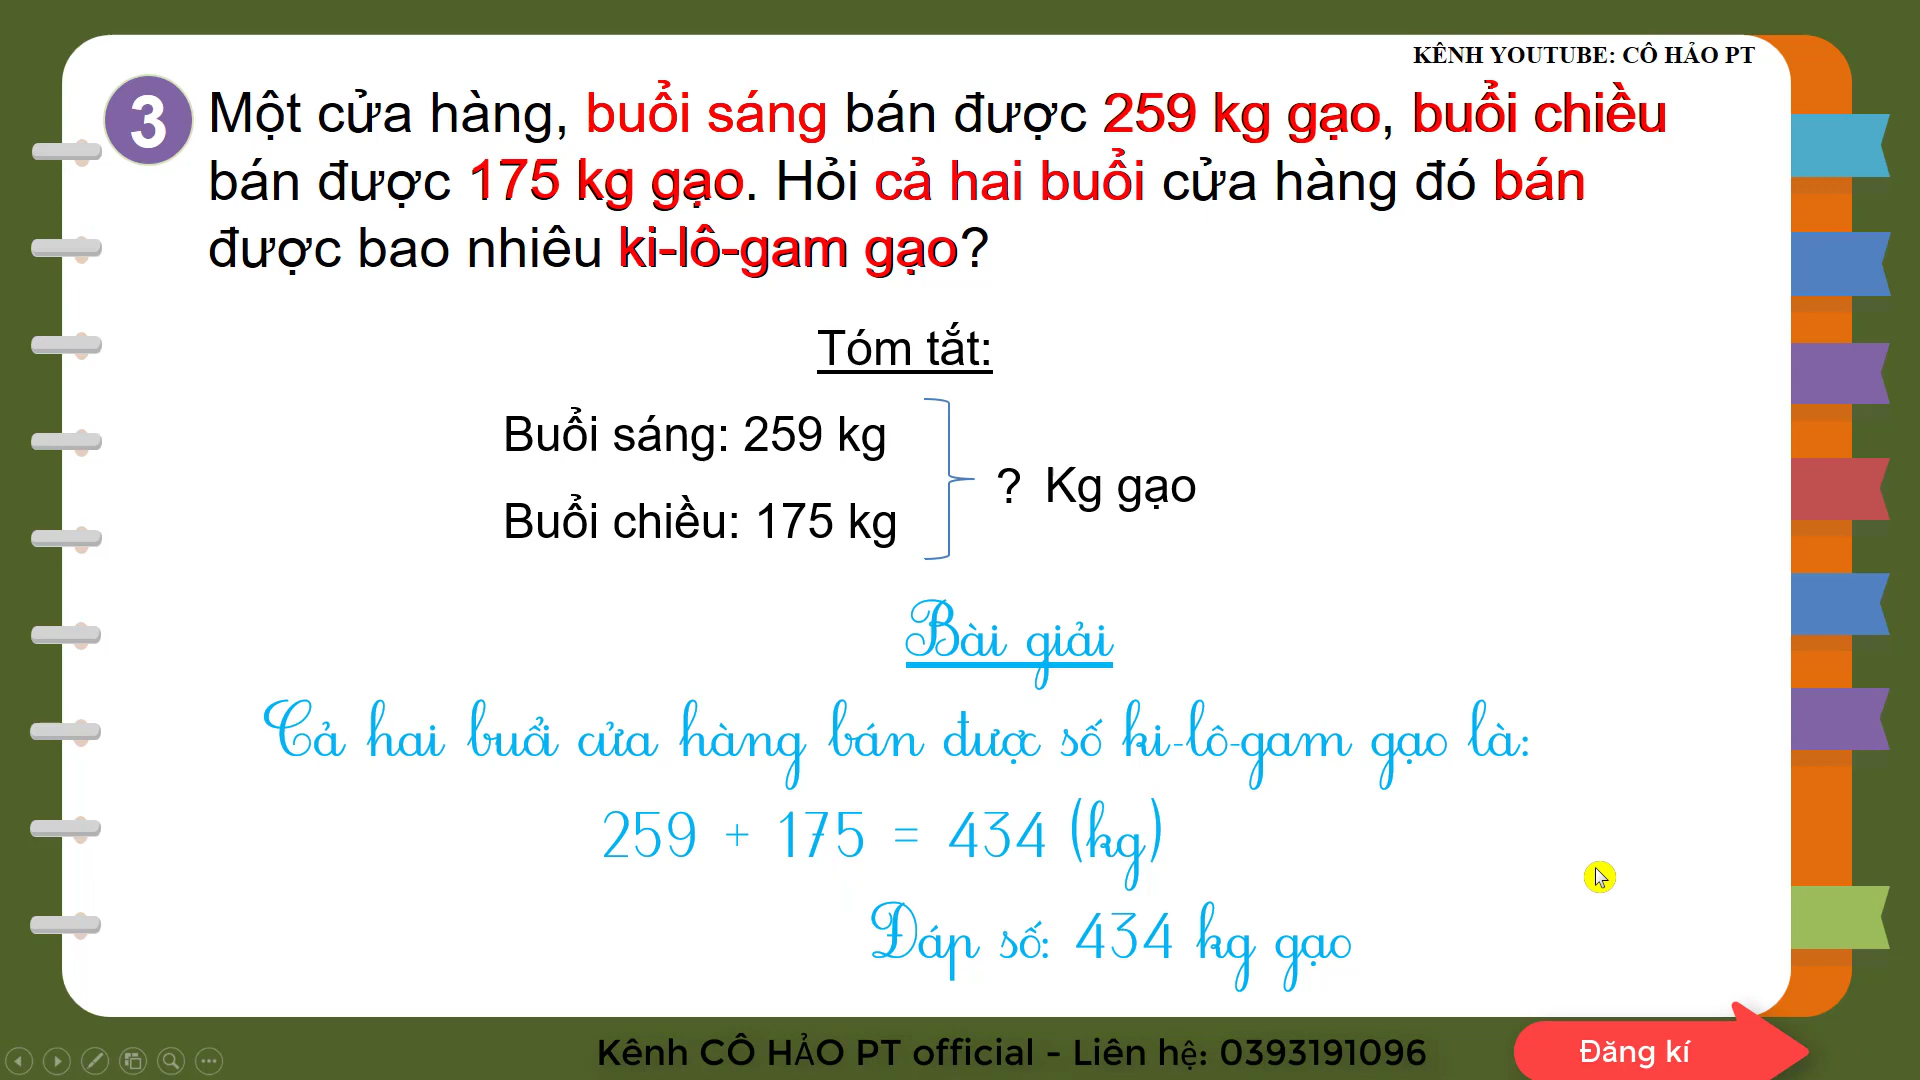 KÊNH YOUTUBE: CÔ HẢO PT
3 Một cửa hàng, buổi sáng bán được 259 kg gạo, buổi chiều
bán được 175 kg gạo. Hỏi cả hai buổi cửa hàng đó bán
được bao nhiêu ki-lô-gam gạo?
Tóm tắt:
Buổi sáng: 259 kg
Buổi chiều: 175 kg
? Kg gạo
Bài giải
Cả hai buổi cửa hàng bán được số ki-lô-gam gạo là:
259 + 175 = 434 (kg)
Đáp số: 434 kg gạo
Kênh CÔ HẢO PT official - Liên hệ: 0393191096
Đăng kí